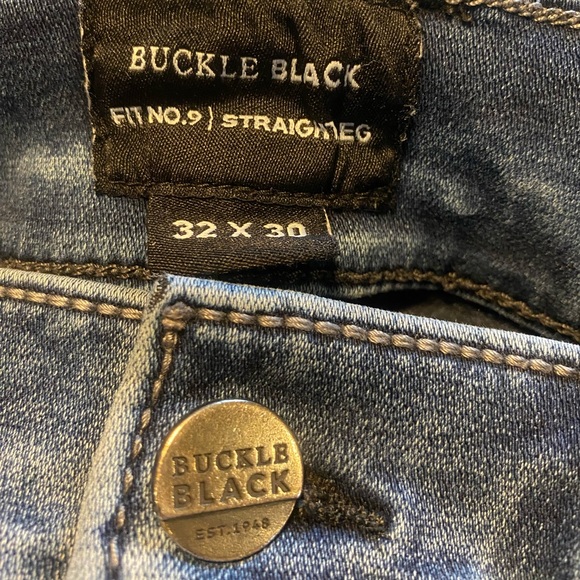 BUCKLE BLACK
FIT NO.9 | STRAIGHT LEG
32 X 30
BUCKLE
BLACK
EST. 1948